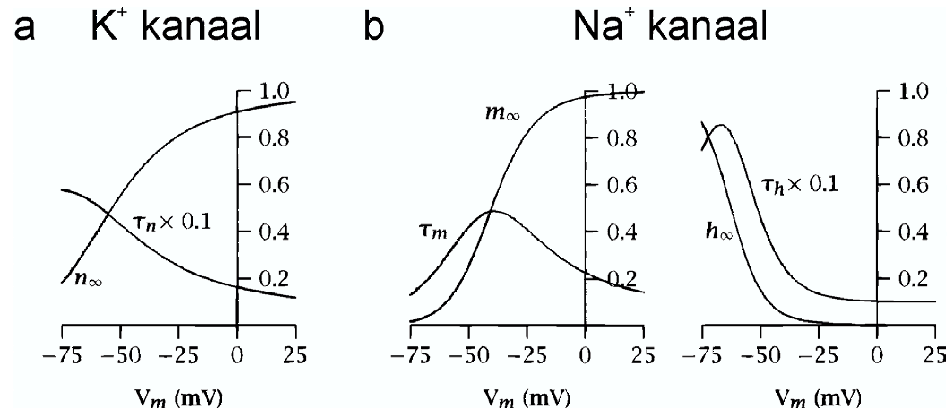 a K⁺ kanaal b Na⁺ kanaal
1.0 1.0 1.0
m∞
0.8 0.8 0.8
0.6 0.6 τh × 0.1 0.6
τn × 0.1 τm h∞
0.4 0.4 0.4
n∞ 0.2 0.2 0.2
−75 −50 −25 0 25 −75 −50 −25 0 25 −75 −50 −25 0 25
Vm (mV) Vm (mV) Vm (mV)